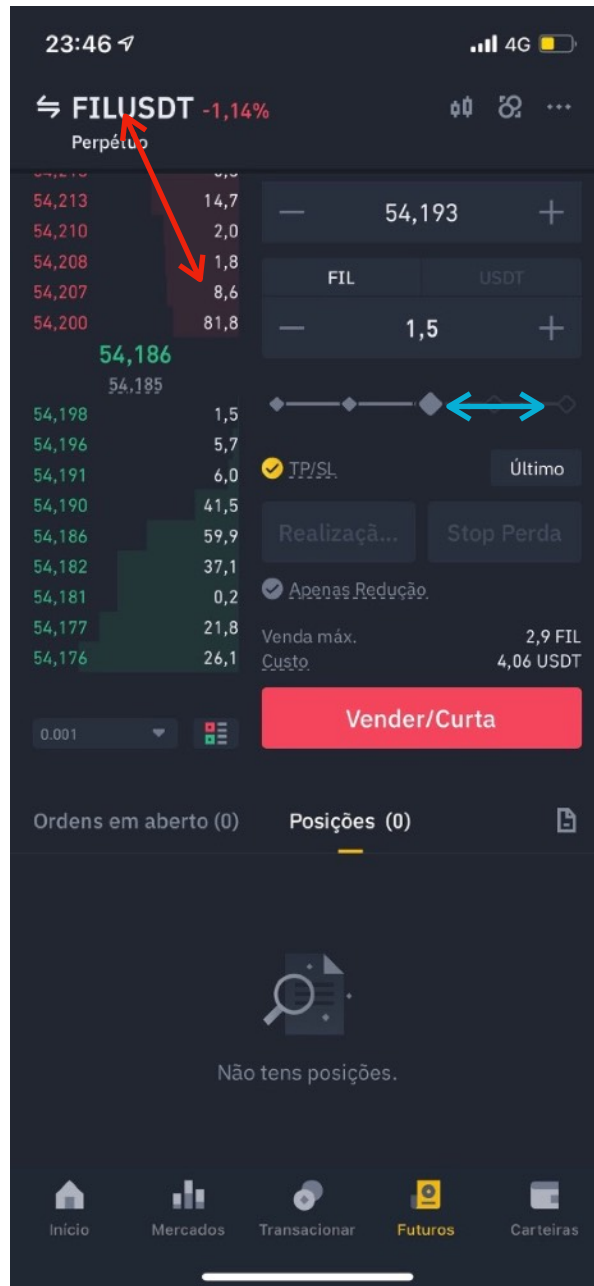 23:46
4G
FILUSDT -1,14%
Perpétuo
54,213 14,7
54,210 2,0
54,208 1,8
54,207 8,6
54,200 81,8
54,186
54,185
54,198 1,5
54,196 5,7
54,191 6,0
54,190 41,5
54,186 59,9
54,182 37,1
54,181 0,2
54,177 21,8
54,176 26,1
0.001
— 54,193 +
FIL USDT
— 1,5 +
TP/SL Último
Realizaçã... Stop Perda
Apenas Redução
Venda máx. 2,9 FIL
Custo 4,06 USDT
Vender/Curta
Ordens em aberto (0) Posições (0)
Não tens posições.
Início Mercados Transacionar Futuros Carteiras